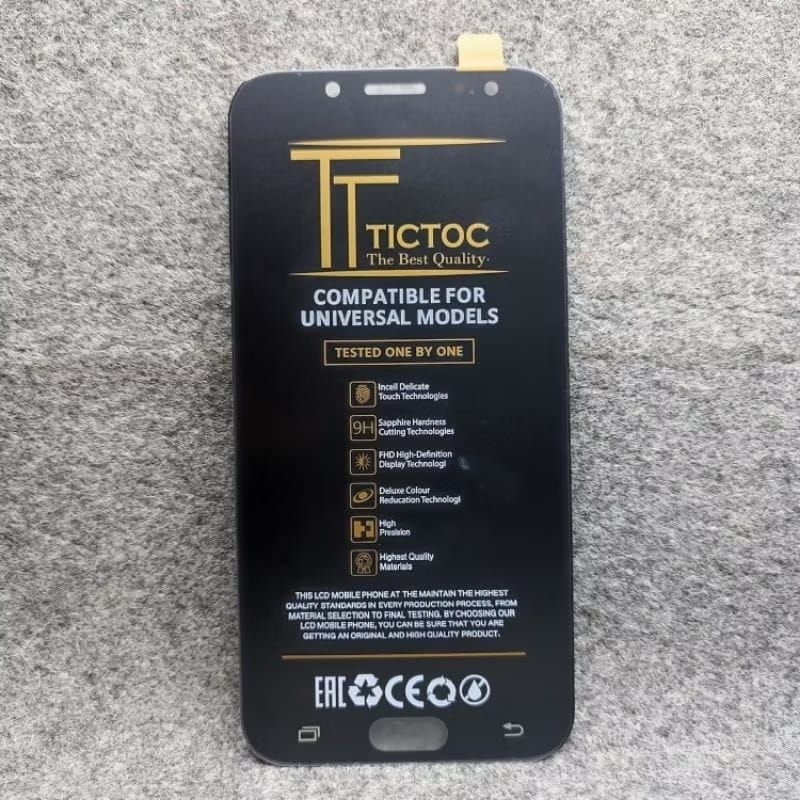 TT
TICTOC
The Best Quality.
COMPATIBLE FOR
UNIVERSAL MODELS
TESTED ONE BY ONE
Incell Delicate
Touch Technologies
9H
Sapphire Hardness
Cutting Technologies
FHD High-Definition
Display Technologi
Deluxe Colour
Reducation Technologi
High
Presision
Highest Quality
Materials
THIS LCD MOBILE PHONE AT THE MAINTAIN THE HIGHEST
QUALITY STANDARDS IN EVERY PRODUCTION PROCESS, FROM
MATERIAL SELECTION TO FINAL TESTING. BY CHOOSING OUR
LCD MOBILE PHONE, YOU CAN BE SURE THAT YOU ARE
GETTING AN ORIGINAL AND HIGH QUALITY PRODUCT.
EAC CE